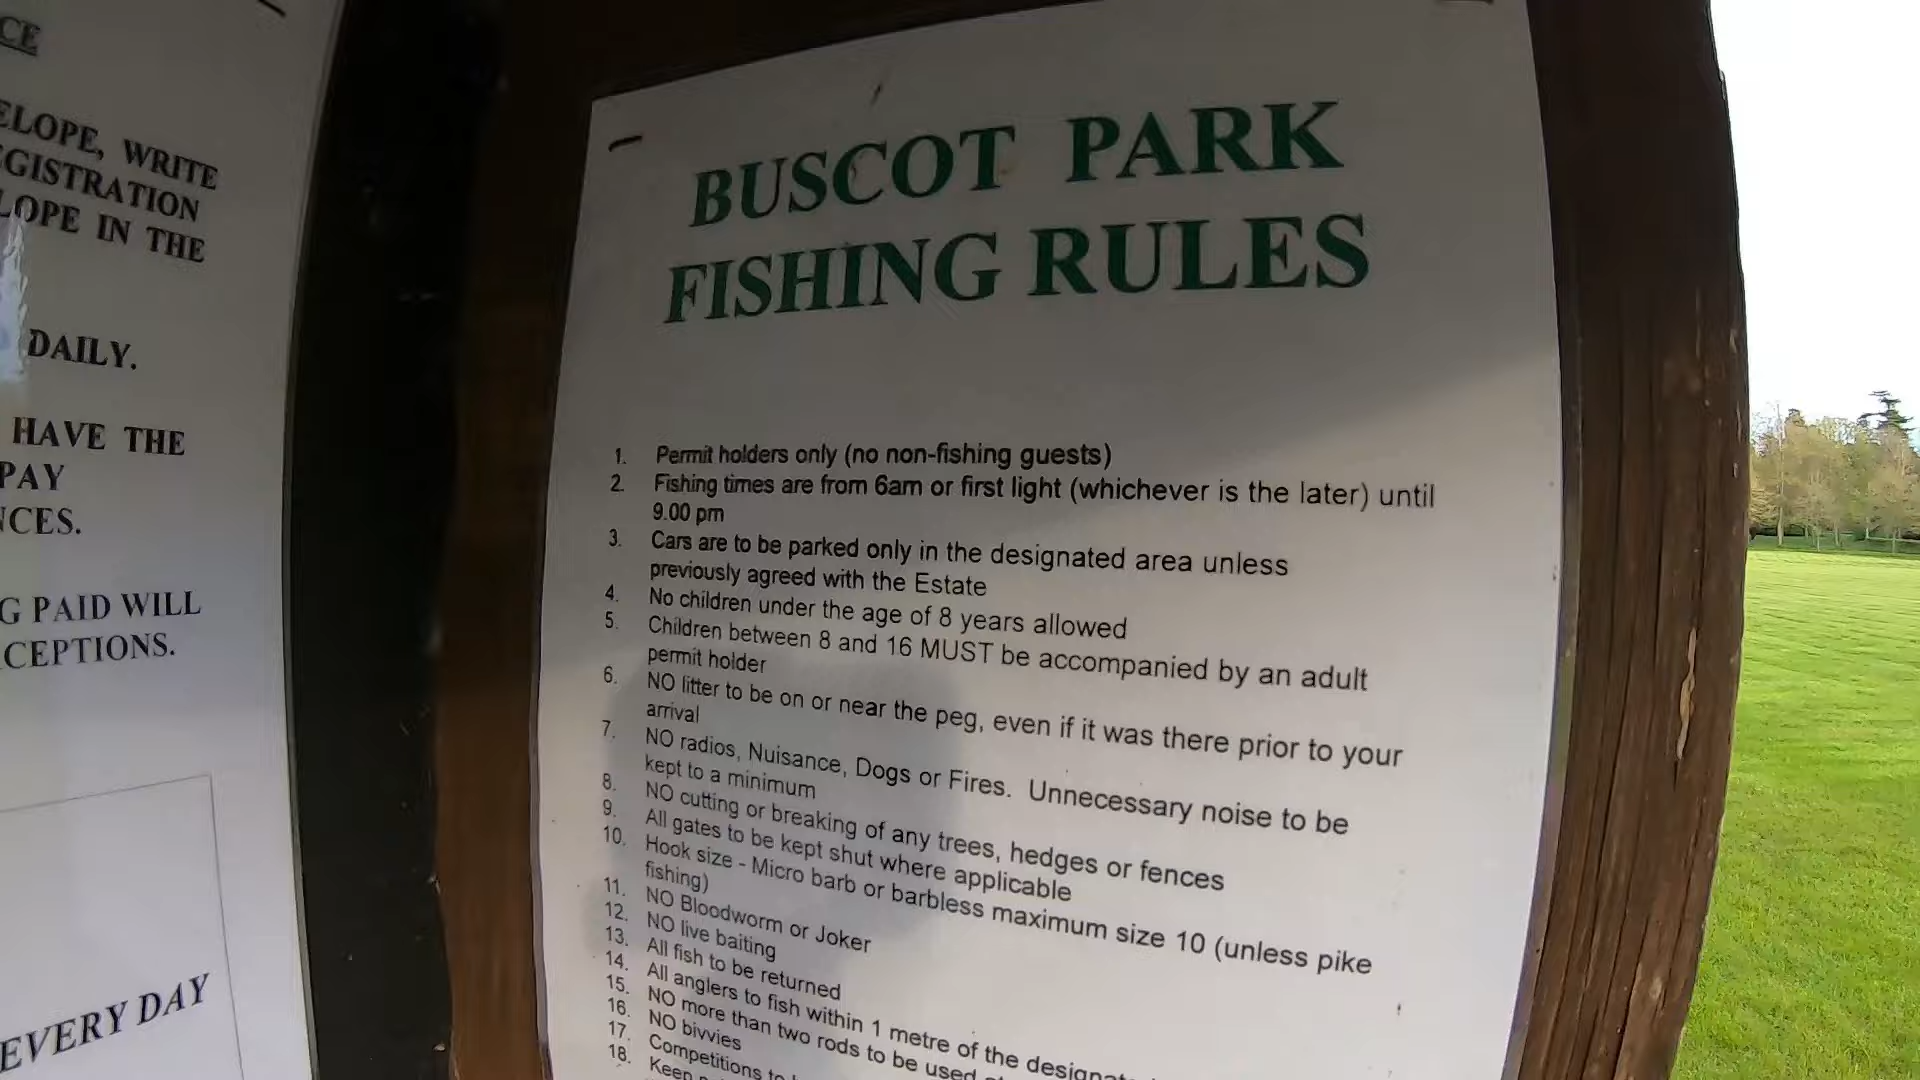 WRITE
IN THE
DAILY.
HAVE THE
PAY
PAID WILL
EVERY DAY
BUSCOT PARK
FISHING RULES
1. Permit holders only (no non-fishing guests)
2. Fishing times are from 6am or first light (whichever is the later) until
9.00 pm
3. Cars are to be parked only in the designated area unless
previously agreed with the Estate
4. No children under the age of 8 years allowed
5. Children between 8 and 16 MUST be accompanied by an adult
permit holder
6. NO litter to be on or near the peg, even if it was there prior to your
arrival
7. NO radios, Nuisance, Dogs or Fires. Unnecessary noise to be
kept to a minimum
8. NO cutting or breaking of any trees, hedges or fences
9. All gates to be kept shut where applicable
10. Hook size - Micro barb or barbless maximum size 10 (unless pike
fishing)
11. NO Bloodworm or Joker
12. NO live baiting
13. All fish to be returned
14. All anglers to fish within 1 metre of the
15. NO more than two rods to be used
16. NO bivvies
17. Competitions to
18. Keep